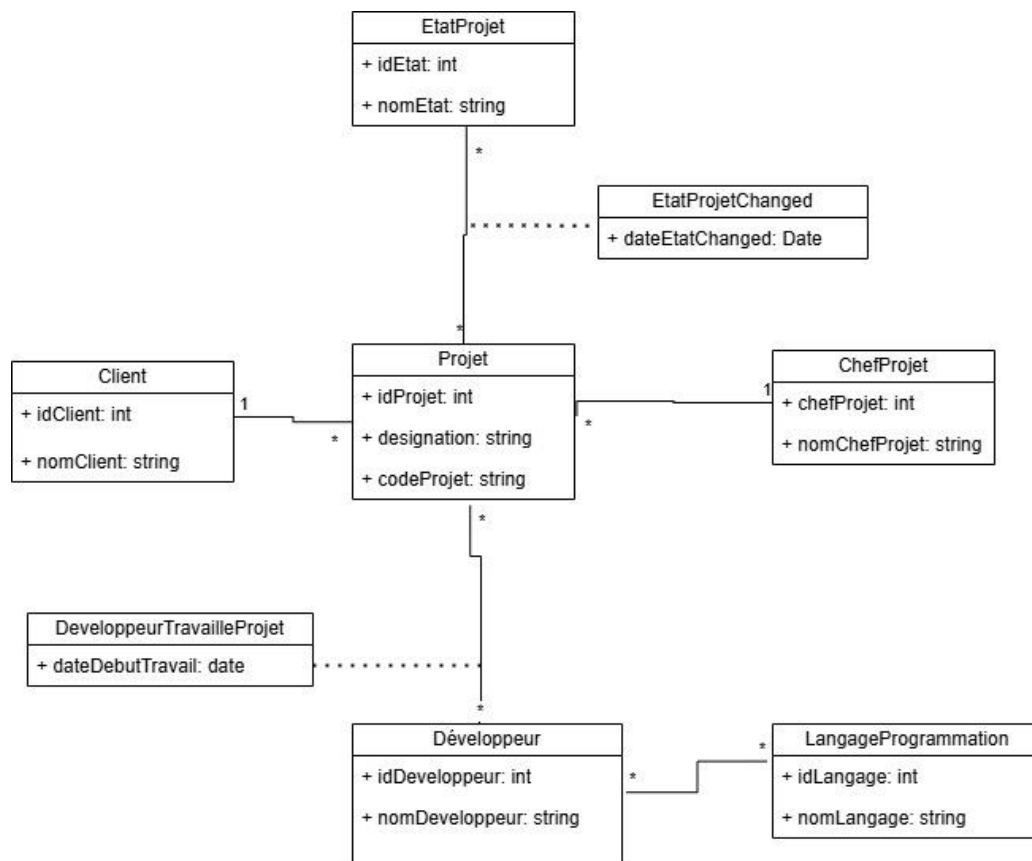 EtatProjet
+ idEtat: int
+ nomEtat: string
*
EtatProjetChanged
+ dateEtatChanged: Date
*
Client
+ idClient: int
+ nomClient: string
1
*
Projet
+ idProjet: int
+ designation: string
+ codeProjet: string
*
1
ChefProjet
+ chefProjet: int
+ nomChefProjet: string
*
DeveloppeurTravailleProjet
+ dateDebutTravail: date
*
Développeur
+ idDeveloppeur: int
+ nomDeveloppeur: string
*
*
LangageProgrammation
+ idLangage: int
+ nomLangage: string